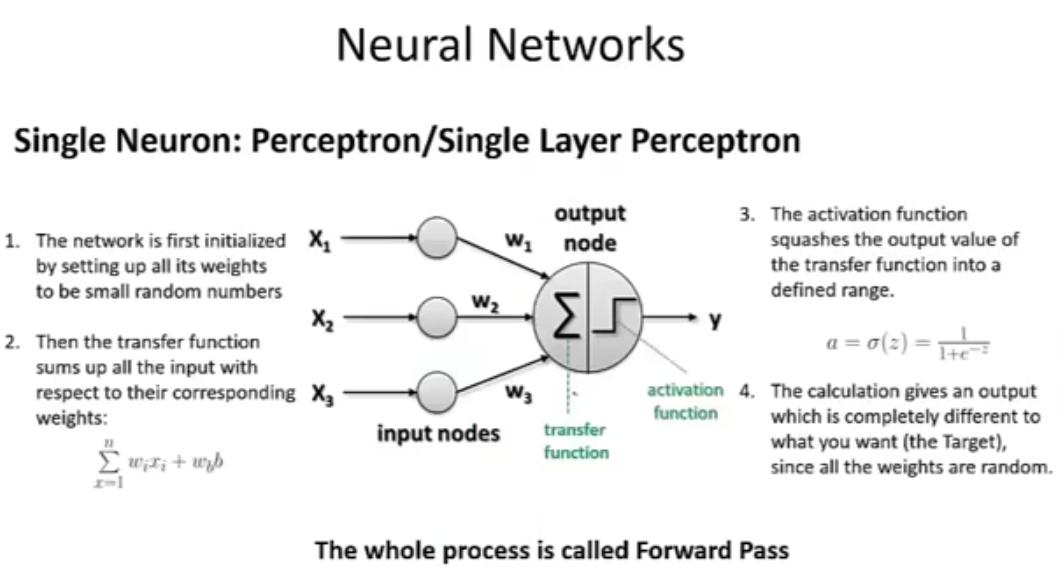 Neural Networks
Single Neuron: Perceptron/Single Layer Perceptron
1. The network is first initialized
by setting up all its weights
to be small random numbers
2. Then the transfer function
sums up all the input with
respect to their corresponding
weights:
n
∑ wᵢxᵢ + w_b b
x=1
X₁
X₂
X₃
w₁
w₂
w₃
input nodes
output
node
∑
y
transfer
function
activation
function
3. The activation function
squashes the output value of
the transfer function into a
defined range.
a = σ(z) = 1/(1+e^(-z))
4. The calculation gives an output
which is completely different to
what you want (the Target),
since all the weights are random.
The whole process is called Forward Pass